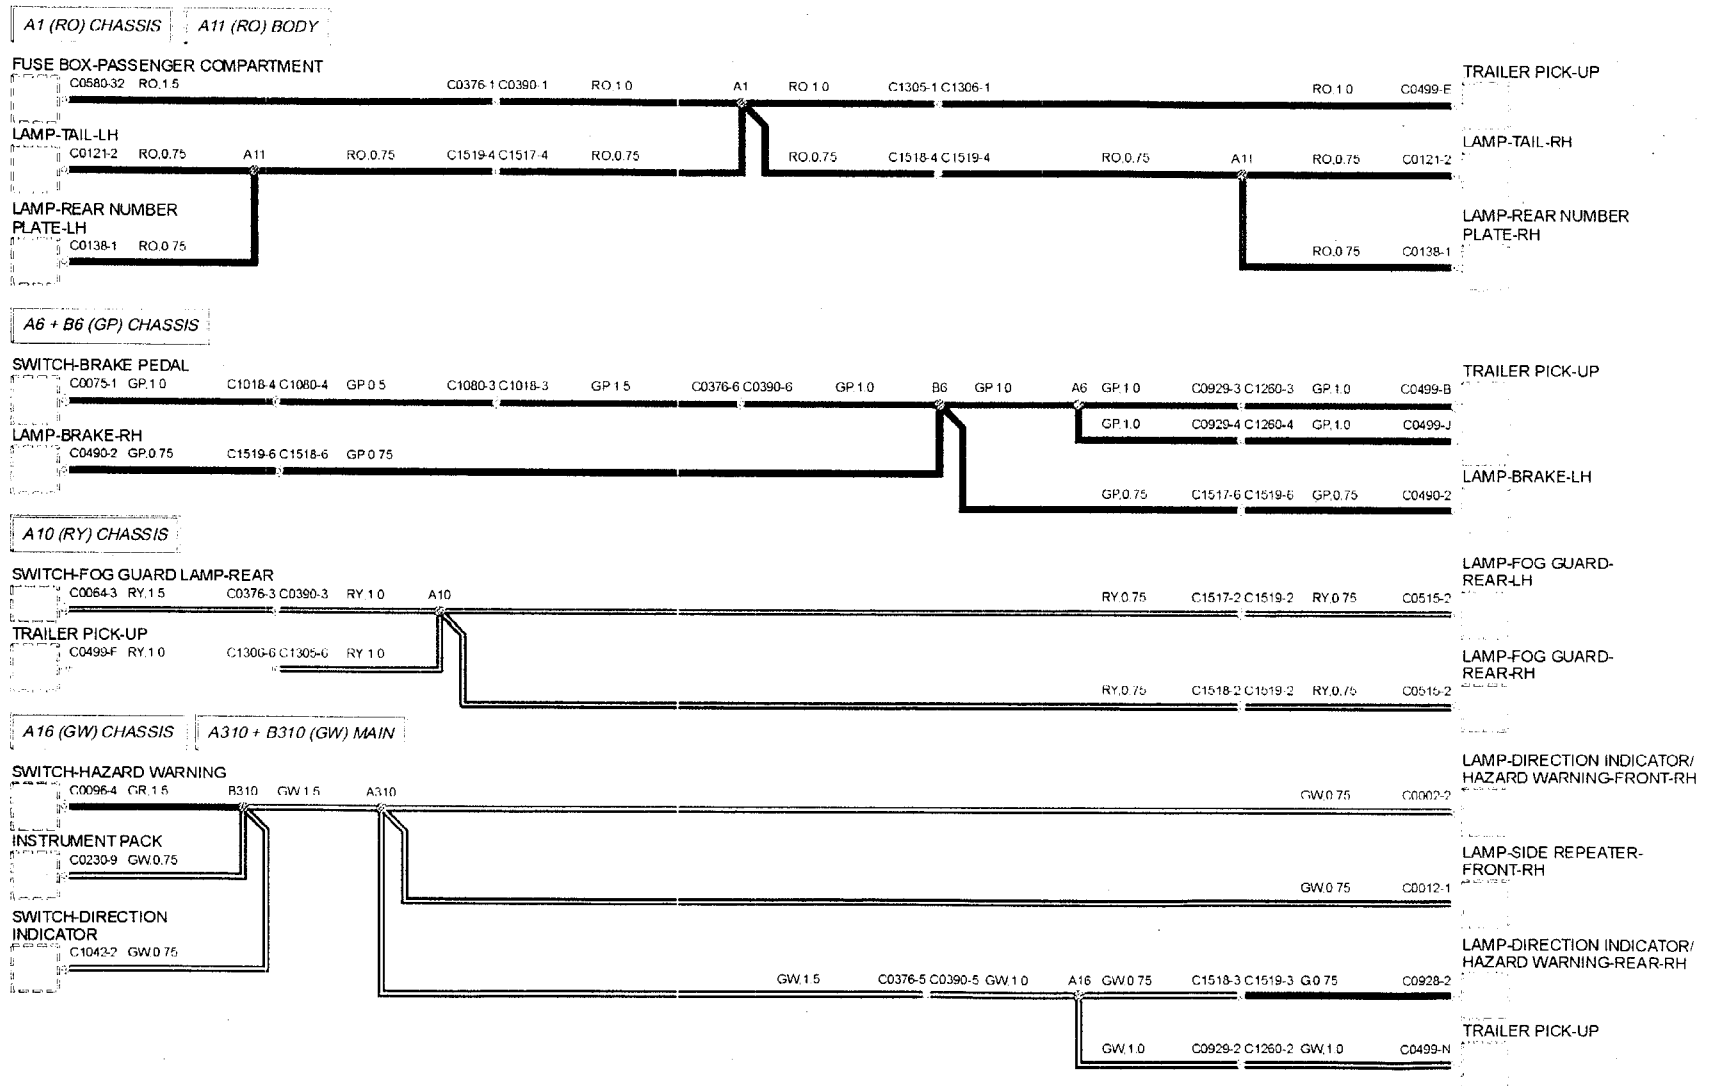 A1 (RO) CHASSIS A11 (RO) BODY
FUSE BOX-PASSENGER COMPARTMENT
TRAILER PICK-UP
C0580-32 RO,1.5 C0376-1 C0390-1 RO,1.0 A1 RO 1.0 C1305-1 C1306-1 RO,1.0 C0499-E
LAMP-TAIL-LH
LAMP-TAIL-RH
C0121-2 RO,0.75 A11 RO,0.75 C1519-4 C1517-4 RO,0.75 RO,0.75 C1518-4 C1519-4 RO,0.75 A11 RO,0.75 C0121-2
LAMP-REAR NUMBER
PLATE-LH
LAMP-REAR NUMBER
PLATE-RH
C0138-1 RO,0.75
RO,0.75 C0138-1
A6 + B6 (GP) CHASSIS
SWITCH-BRAKE PEDAL
TRAILER PICK-UP
C0075-1 GP,1.0 C1018-4 C1080-4 GP 0.5 C1080-3 C1018-3 GP 1.5 C0376-6 C0390-6 GP 1.0 B6 GP 1.0 A6 GP,1.0 C0929-3 C1260-3 GP,1.0 C0499-B
GP,1.0 C0929-4 C1260-4 GP,1.0 C0499-J
LAMP-BRAKE-RH
C0490-2 GP,0.75 C1519-6 C1518-6 GP 0.75
LAMP-BRAKE-LH
GP,0.75 C1517-6 C1519-6 GP,0.75 C0490-2
A10 (RY) CHASSIS
SWITCH-FOG GUARD LAMP-REAR
LAMP-FOG GUARD-
REAR-LH
C0064-3 RY,1.5 C0376-3 C0390-3 RY,1.0 A10 RY,0.75 C1517-2 C1519-2 RY,0.75 C0515-2
TRAILER PICK-UP
C0499-F RY,1.0 C1306-6 C1305-6 RY 1.0
LAMP-FOG GUARD-
REAR-RH
RY,0.75 C1518-2 C1519-2 RY,0.75 C0515-2
A16 (GW) CHASSIS A310 + B310 (GW) MAIN
SWITCH-HAZARD WARNING
LAMP-DIRECTION INDICATOR/
HAZARD WARNING-FRONT-RH
C0096-4 GR,1.5 B310 GW 1.5 A310 GW,0.75 C0002-2
INSTRUMENT PACK
C0230-9 GW,0.75
LAMP-SIDE REPEATER-
FRONT-RH
GW,0.75 C0012-1
SWITCH-DIRECTION
INDICATOR
C1042-2 GW,0.75
LAMP-DIRECTION INDICATOR/
HAZARD WARNING-REAR-RH
GW,1.5 C0376-5 C0390-5 GW,1.0 A16 GW,0.75 C1518-3 C1519-3 G,0.75 C0928-2
TRAILER PICK-UP
GW,1.0 C0929-2 C1260-2 GW,1.0 C0499-N